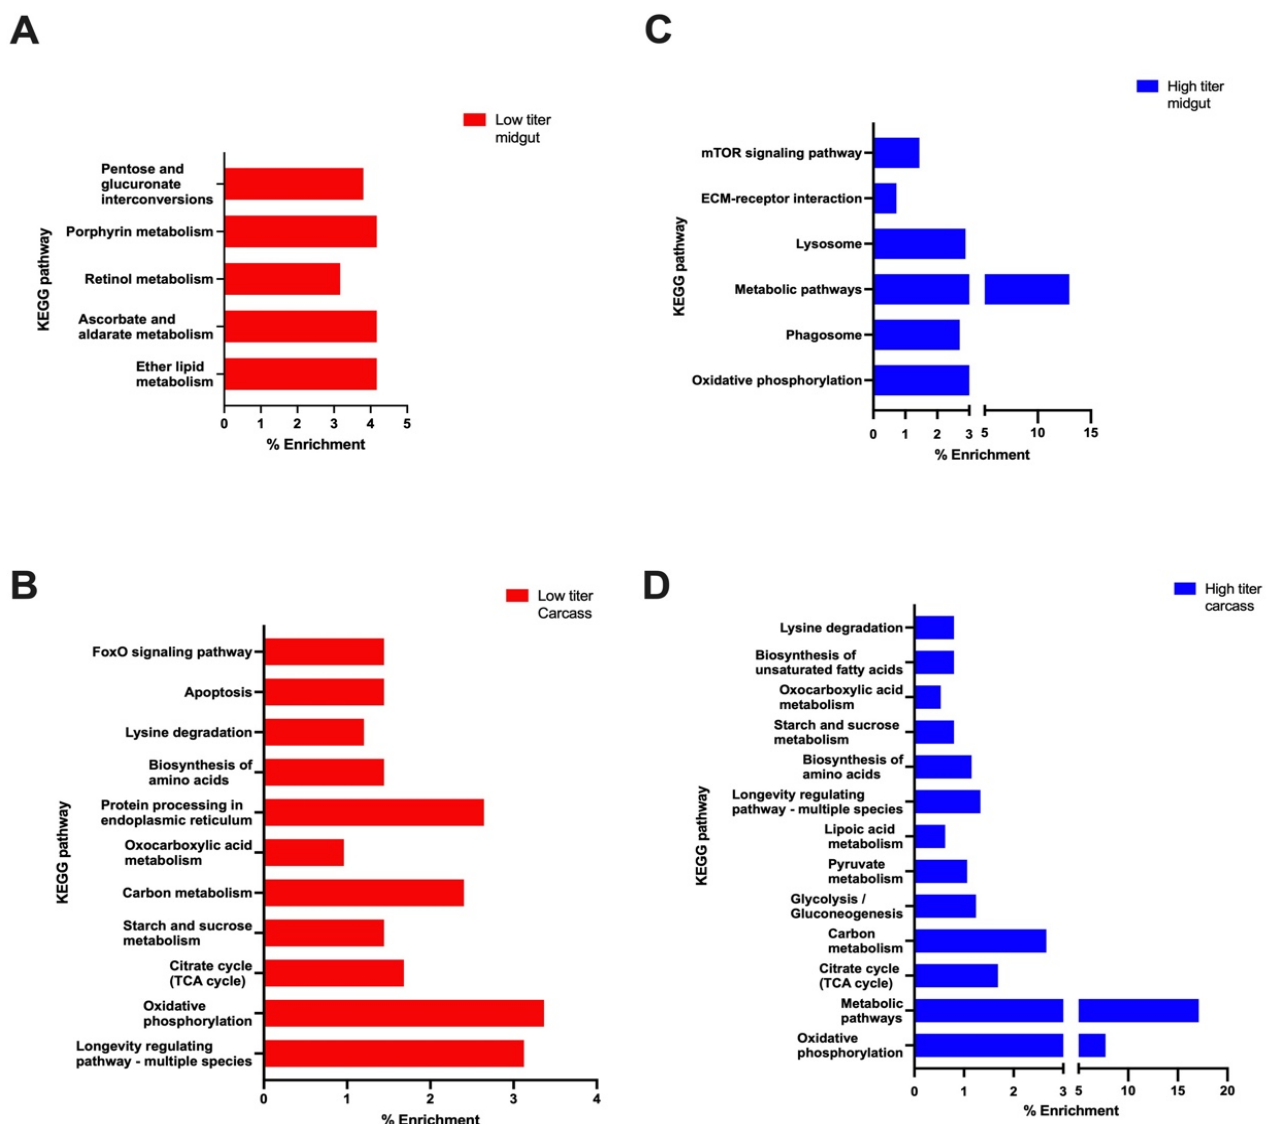 A
Low titer
midgut
KEGG pathway
Pentose and
glucuronate
interconversions
Porphyrin metabolism
Retinol metabolism
Ascorbate and
aldarate metabolism
Ether lipid
metabolism
0 1 2 3 4 5
% Enrichment
C
High titer
midgut
KEGG pathway
mTOR signaling pathway
ECM-receptor interaction
Lysosome
Metabolic pathways
Phagosome
Oxidative phosphorylation
0 1 2 3 5 10 15
% Enrichment
B
Low titer
Carcass
KEGG pathway
FoxO signaling pathway
Apoptosis
Lysine degradation
Biosynthesis of
amino acids
Protein processing in
endoplasmic reticulum
Oxocarboxylic acid
metabolism
Carbon metabolism
Starch and sucrose
metabolism
Citrate cycle
(TCA cycle)
Oxidative
phosphorylation
Longevity regulating
pathway - multiple species
0 1 2 3 4
% Enrichment
D
High titer
carcass
KEGG pathway
Lysine degradation
Biosynthesis of
unsaturated fatty acids
Oxocarboxylic acid
metabolism
Starch and sucrose
metabolism
Biosynthesis of
amino acids
Longevity regulating
pathway - multiple species
Lipoic acid
metabolism
Pyruvate
metabolism
Glycolysis /
Gluconeogenesis
Carbon
metabolism
Citrate cycle
(TCA cycle)
Metabolic
pathways
Oxidative
phosphorylation
0 1 2 3 5 10 15 20
% Enrichment